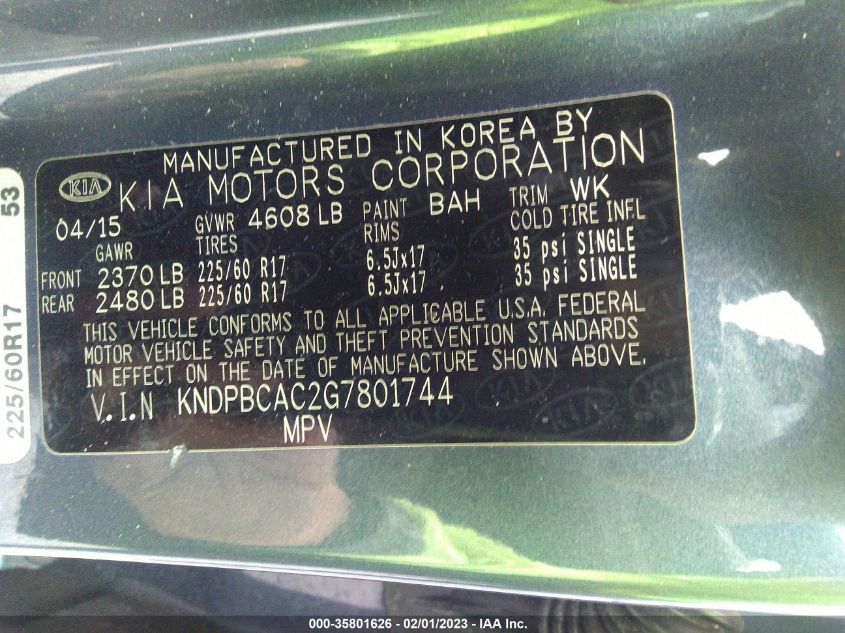 MANUFACTURED IN KOREA BY
KIA KIA MOTORS CORPORATION
04/15 GVWR 4608 LB PAINT BAH TRIM WK
GAWR TIRES RIMS COLD TIRE INFL
FRONT 2370 LB 225/60 R17 6.5Jx17 35 psi SINGLE
REAR 2480 LB 225/60 R17 6.5Jx17 35 psi SINGLE
THIS VEHICLE CONFORMS TO ALL APPLICABLE U.S.A. FEDERAL
MOTOR VEHICLE SAFETY AND THEFT PREVENTION STANDARDS
IN EFFECT ON THE DATE OF MANUFACTURE SHOWN ABOVE.
V.I.N KNDPBCAC2G7801744
MPV
225/60R17 53
000-35801626 - 02/01/2023 - IAA Inc.